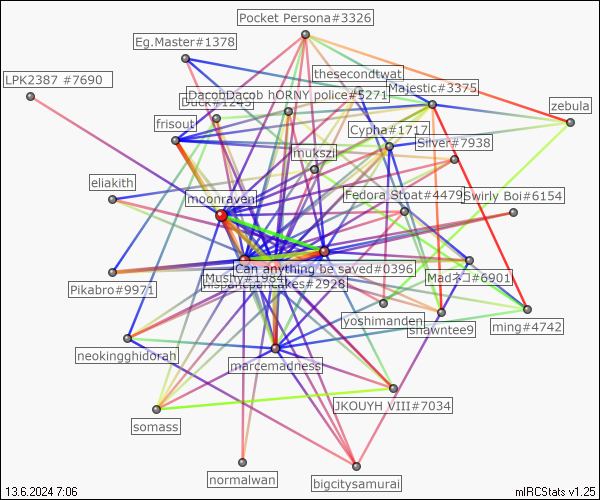 Pocket Persona#3326
Eg.Master#1378
thesecondtwat
LPK2387 #7690
Majestic#3375
DacobDacob hORNY police#5271
Duck#1243
zebula
frisout
Cypha#1717
Silver#7938
mukszi
eliakith
moonraven
Fedora Stoat#4479
Swirly Boi#6154
Can anything be saved#0396
Mushy#1984
Madネコ#6901
Pikabro#9971
yoshimanden
shawntee9
ming#4742
neokingghidorah
marcemadness
JKOUYH VIII#7034
somass
normalwan
bigcitysamurai
13.6.2024 7:06
mIRCStats v1.25